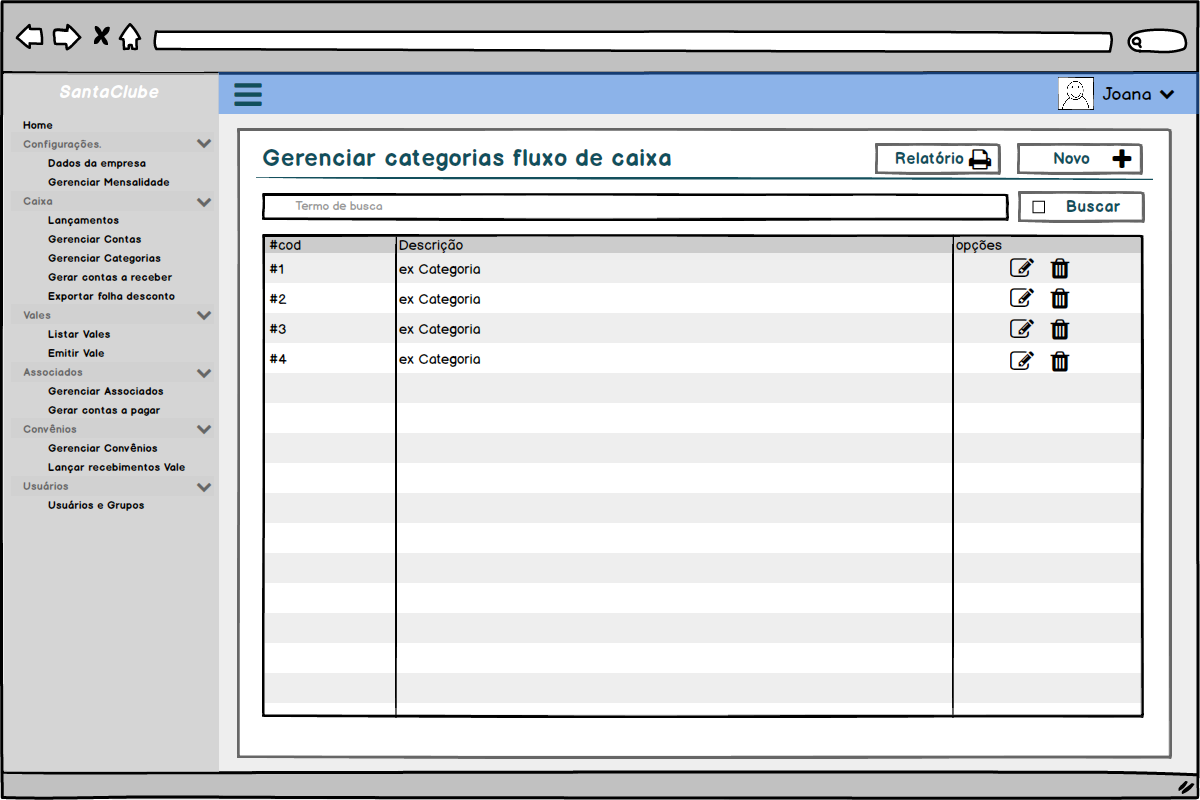 SantaClube
Joana
Home
Configurações.
Dados da empresa
Gerenciar Mensalidade
Caixa
Lançamentos
Gerenciar Contas
Gerenciar Categorias
Gerar contas a receber
Exportar folha desconto
Vales
Listar Vales
Emitir Vale
Associados
Gerenciar Associados
Gerar contas a pagar
Convênios
Gerenciar Convênios
Lançar recebimentos Vale
Usuários
Usuários e Grupos
Gerenciar categorias fluxo de caixa
Relatório
Novo
Termo de busca
Buscar
#cod Descrição opções
#1 ex Categoria
#2 ex Categoria
#3 ex Categoria
#4 ex Categoria